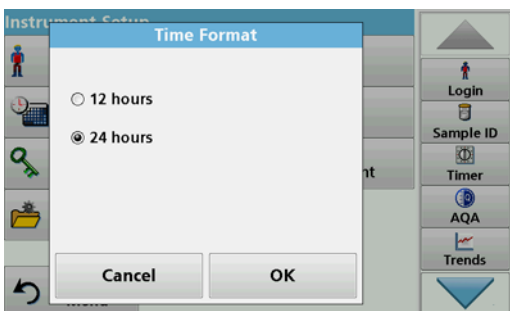 Time Format
12 hours
24 hours
Cancel
OK
Login
Sample ID
Timer
AQA
Trends